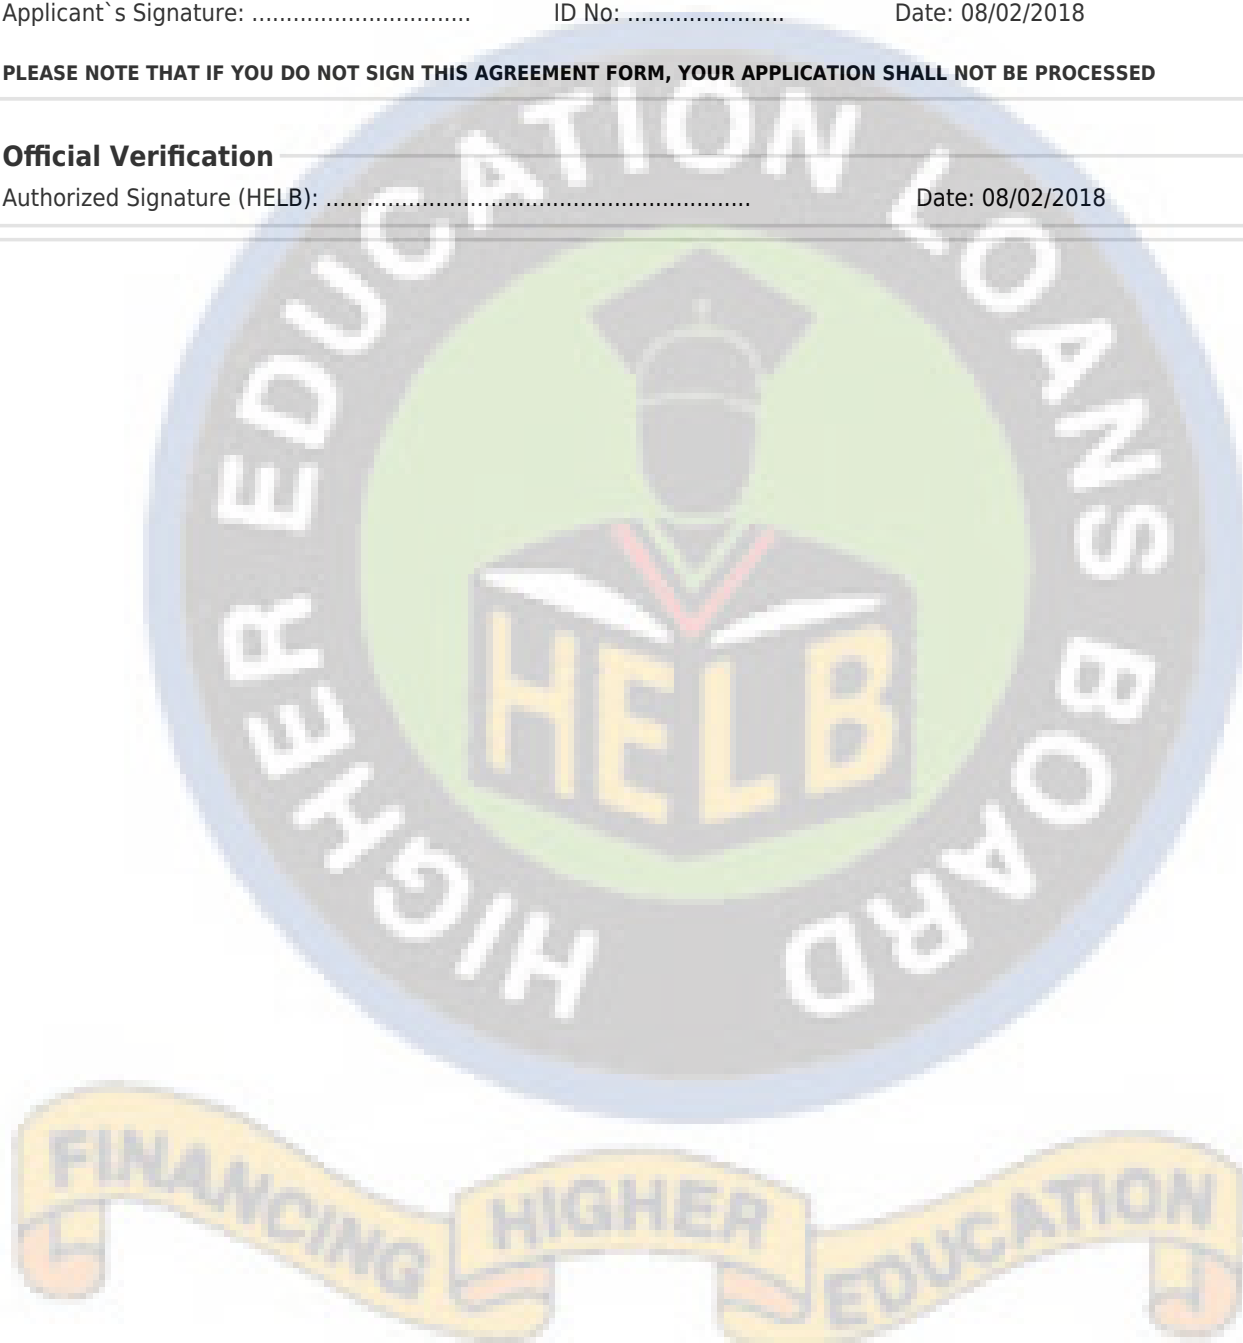 Applicant`s Signature: ................................ ID No: ....................... Date: 08/02/2018
PLEASE NOTE THAT IF YOU DO NOT SIGN THIS AGREEMENT FORM, YOUR APPLICATION SHALL NOT BE PROCESSED
Official Verification
Authorized Signature (HELB): .............................................................. Date: 08/02/2018
HIGHER EDUCATION LOANS BOARD
HELB
FINANCING HIGHER EDUCATION